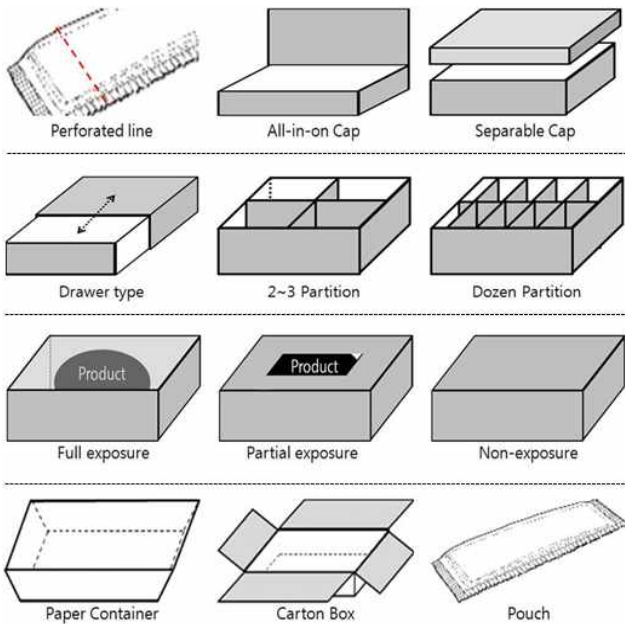 Perforated line
All-in-on Cap
Separable Cap
Drawer type
2~3 Partition
Dozen Partition
Product
Product
Full exposure
Partial exposure
Non-exposure
Paper Container
Carton Box
Pouch